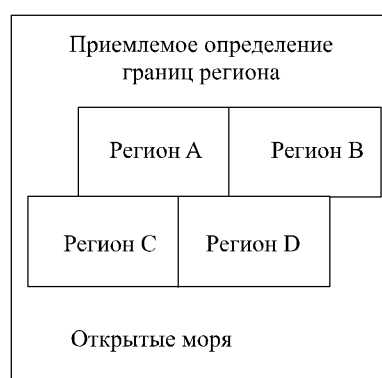 Приемлемое определение
границ региона
Регион A
Регион B
Регион C
Регион D
Открытые моря